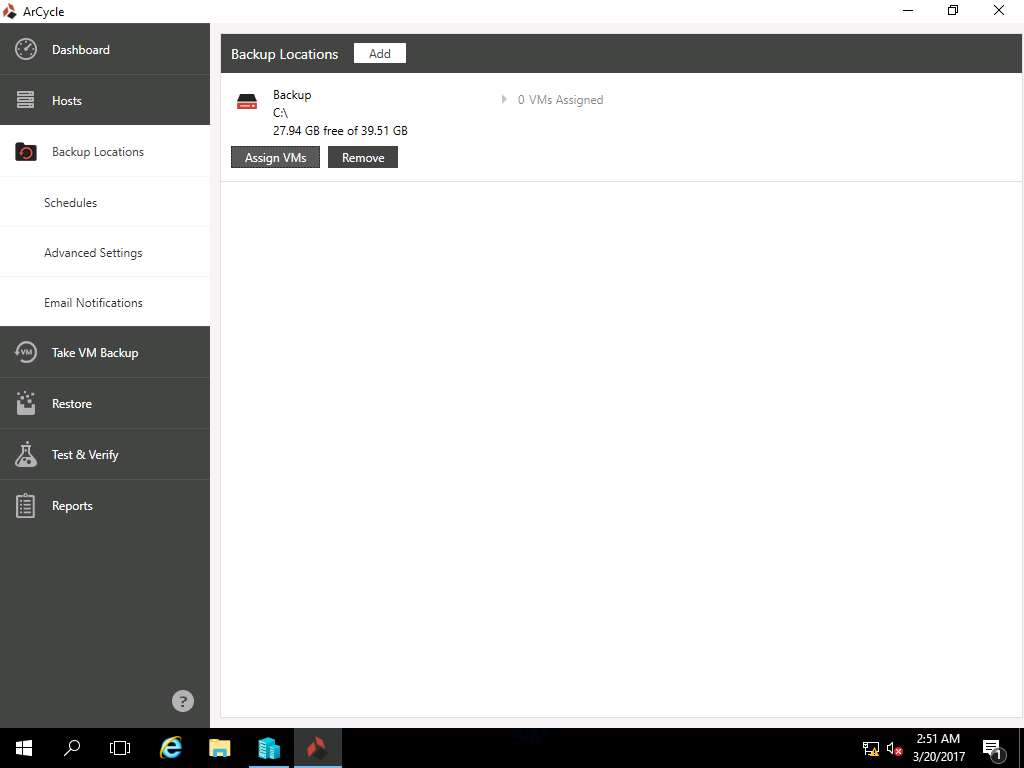 ArCycle
Dashboard
Hosts
Backup Locations
Schedules
Advanced Settings
Email Notifications
VM
Take VM Backup
Restore
Test & Verify
Reports
?
Backup Locations
Add
Backup
C:\
27.94 GB free of 39.51 GB
0 VMs Assigned
Assign VMs
Remove
2:51 AM
3/20/2017
1